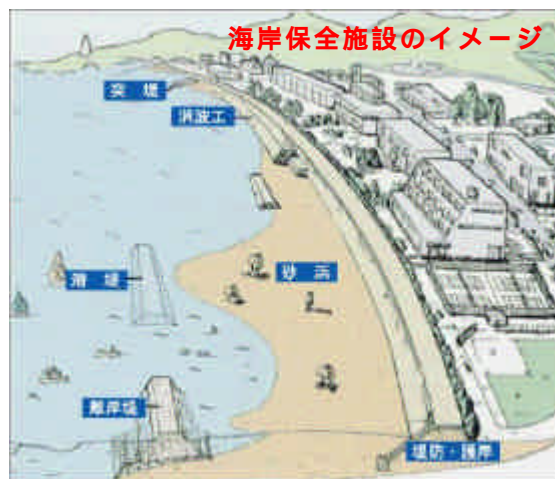 海岸保全施設のイメージ
突堤
消波工
潜堤
砂浜
離岸堤
堤防・護岸